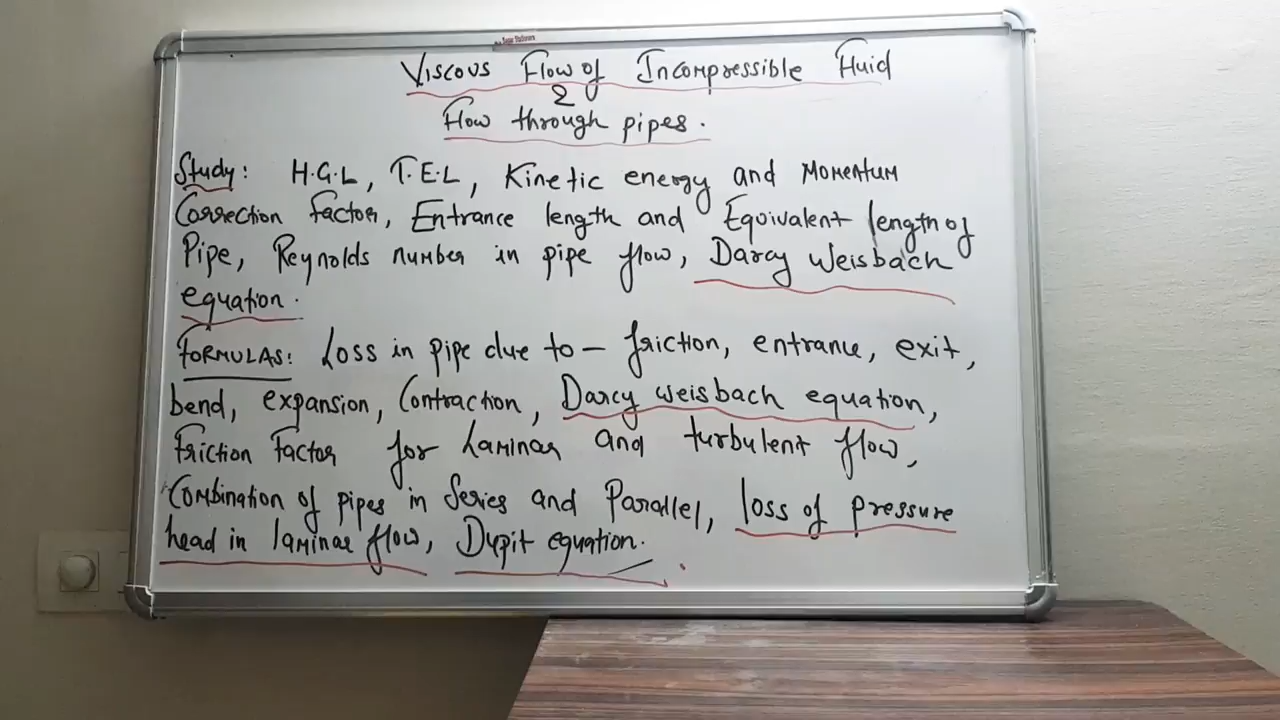 Viscous Flow of Incompressible Fluid
&
Flow through pipes.
Study: H.G.L, T.E.L, Kinetic energy and Momentum
Correction Factor, Entrance length and Equivalent length of
Pipe, Reynolds number in pipe flow, Darcy Weisbach
equation.
FORMULAS: Loss in pipe due to - friction, entrance, exit,
bend, expansion, Contraction, Darcy weisbach equation,
Friction Factor for Laminar and turbulent flow,
Combination of pipes in Series and Parallel, loss of pressure
head in laminar flow, Dupit equation.